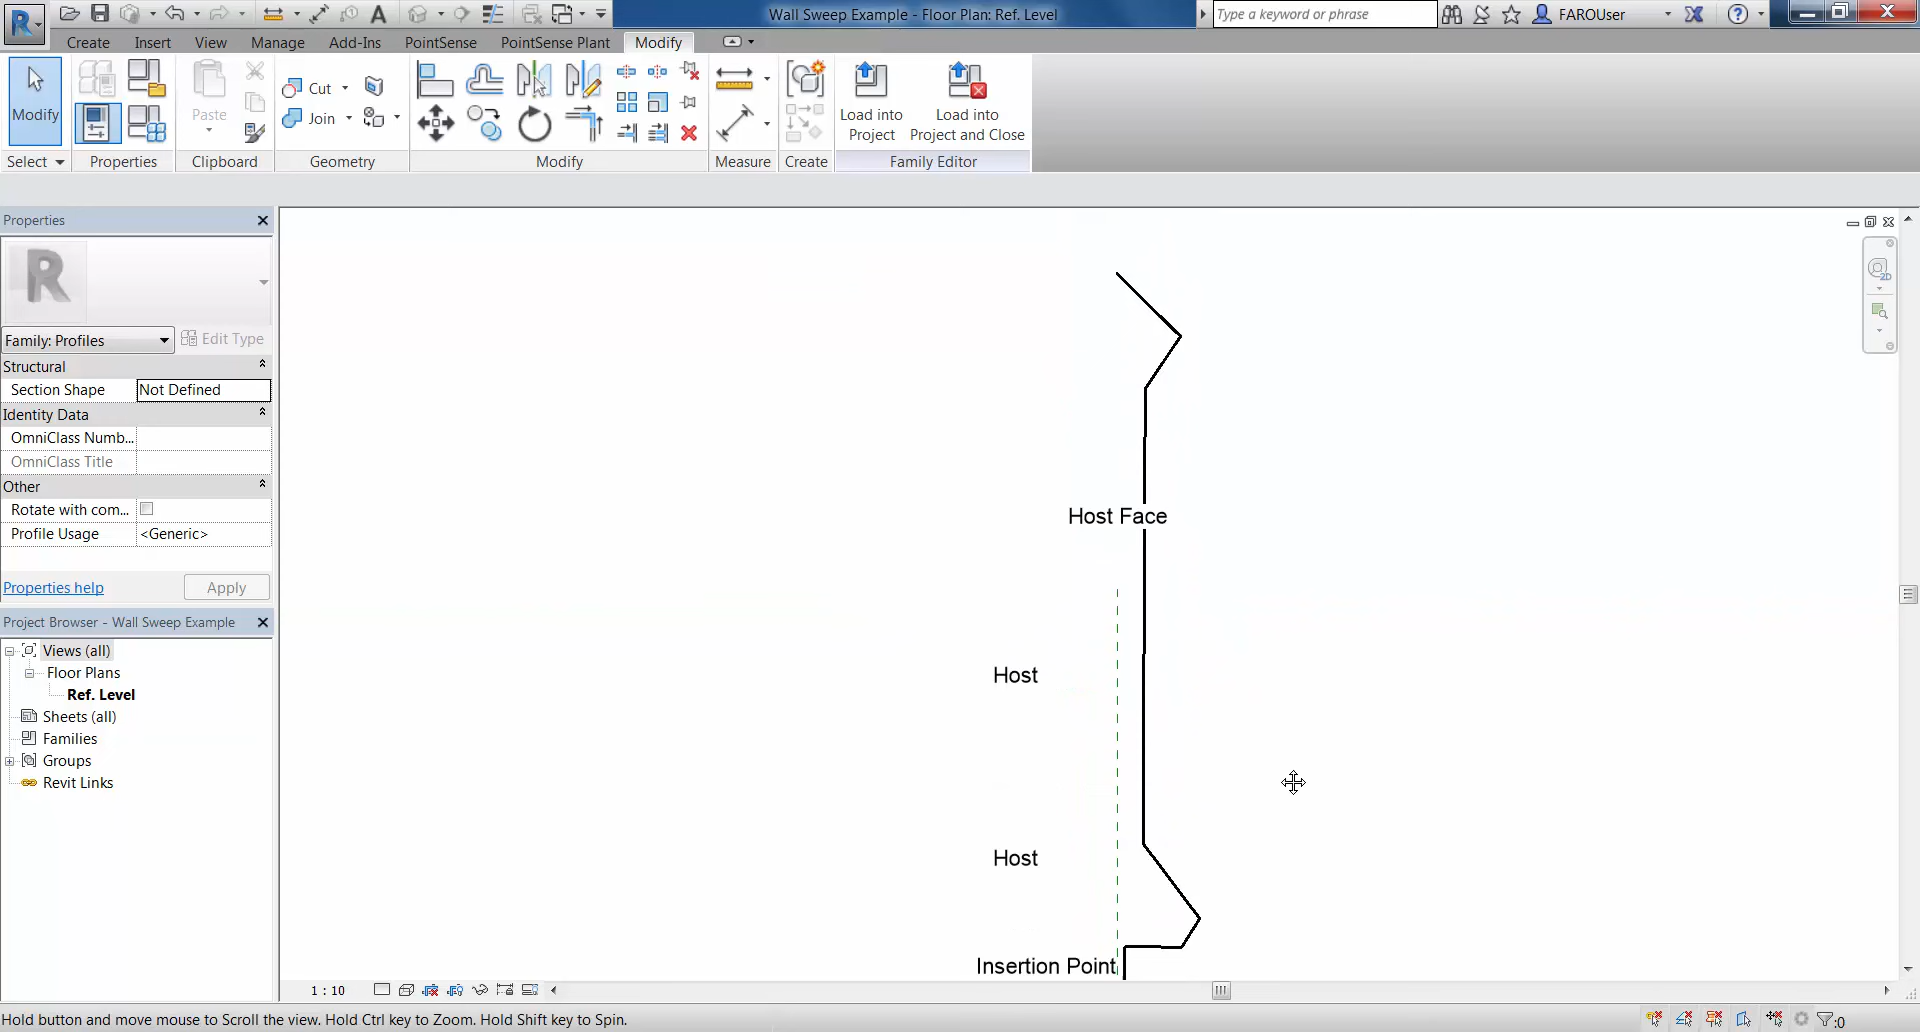 Wall Sweep Example - Floor Plan: Ref. Level
Type a keyword or phrase
FAROUser
Create Insert View Manage Add-Ins PointSense PointSense Plant Modify
Modify
Paste
Cut
Join
Load into Project
Load into Project and Close
Select Properties Clipboard Geometry Modify Measure Create Family Editor
Properties
R
Family: Profiles
Edit Type
Structural
Section Shape Not Defined
Identity Data
OmniClass Numb...
OmniClass Title
Other
Rotate with com...
Profile Usage <Generic>
Properties help Apply
Project Browser - Wall Sweep Example
Views (all)
Floor Plans
Ref. Level
Sheets (all)
Families
Groups
Revit Links
Host Face
Host
Host
Insertion Point
1 : 10
Hold button and move mouse to Scroll the view. Hold Ctrl key to Zoom. Hold Shift key to Spin.
:0